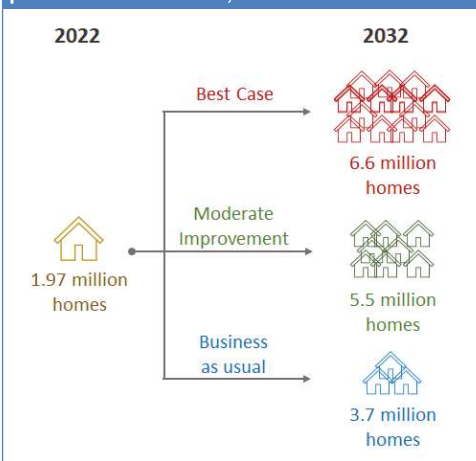 2022
2032
Best Case
6.6 million
homes
Moderate
Improvement
1.97 million
homes
5.5 million
homes
Business
as usual
3.7 million
homes